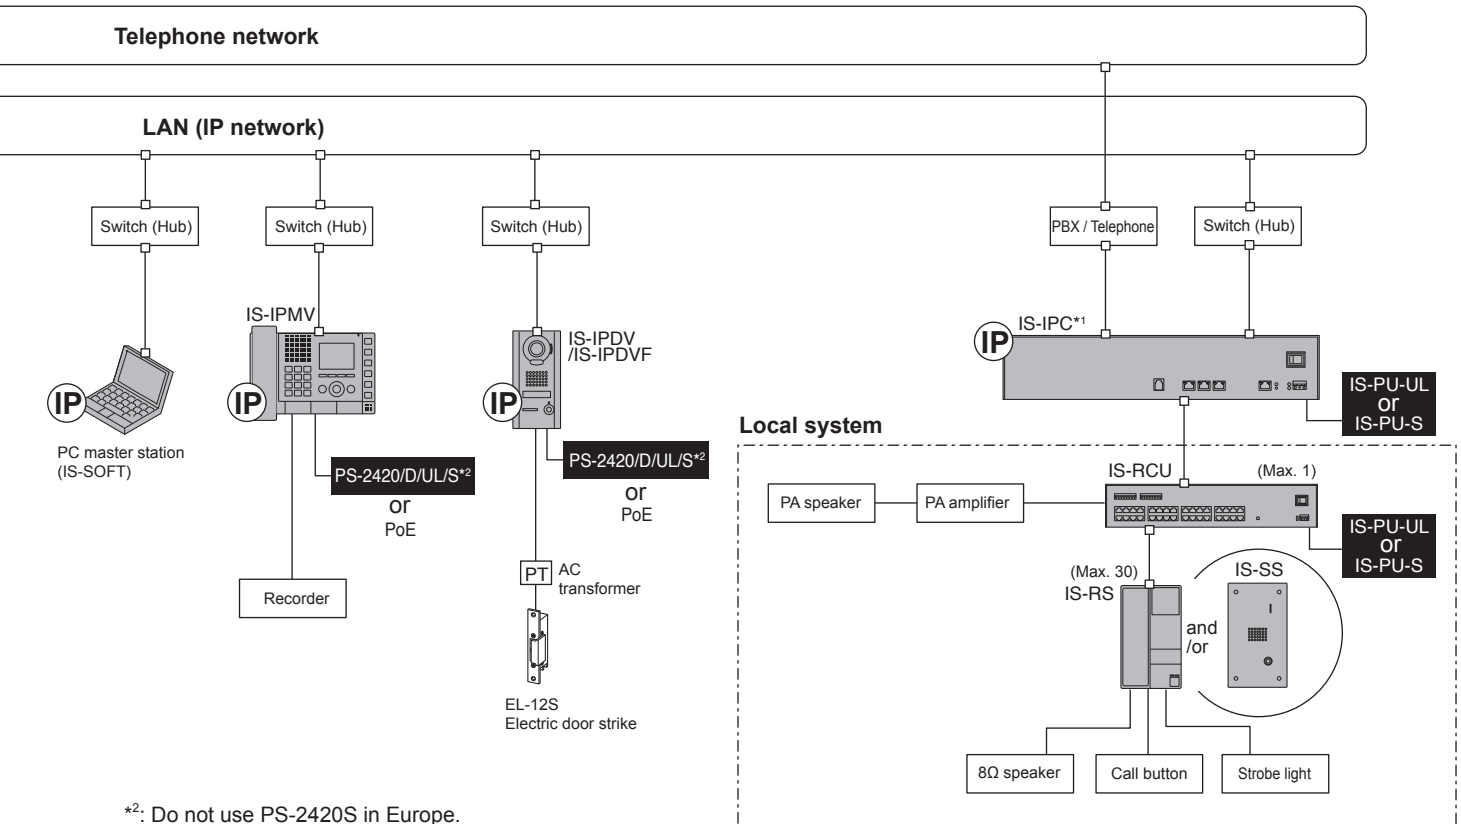 Telephone network
LAN (IP network)
Switch (Hub)
Switch (Hub)
Switch (Hub)
PBX / Telephone
Switch (Hub)
IS-IPMV
IP
IP
IS-IPDV
/IS-IPDVF
IP
IS-IPC*1
IP
IS-PU-UL
or
IS-PU-S
PC master station
(IS-SOFT)
PS-2420/D/UL/S*2
or
PoE
PS-2420/D/UL/S*2
or
PoE
Recorder
PT
AC
transformer
EL-12S
Electric door strike
Local system
IS-RCU
(Max. 1)
PA speaker
PA amplifier
IS-PU-UL
or
IS-PU-S
(Max. 30)
IS-RS
and
/or
IS-SS
8Ω speaker
Call button
Strobe light
*2: Do not use PS-2420S in Europe.